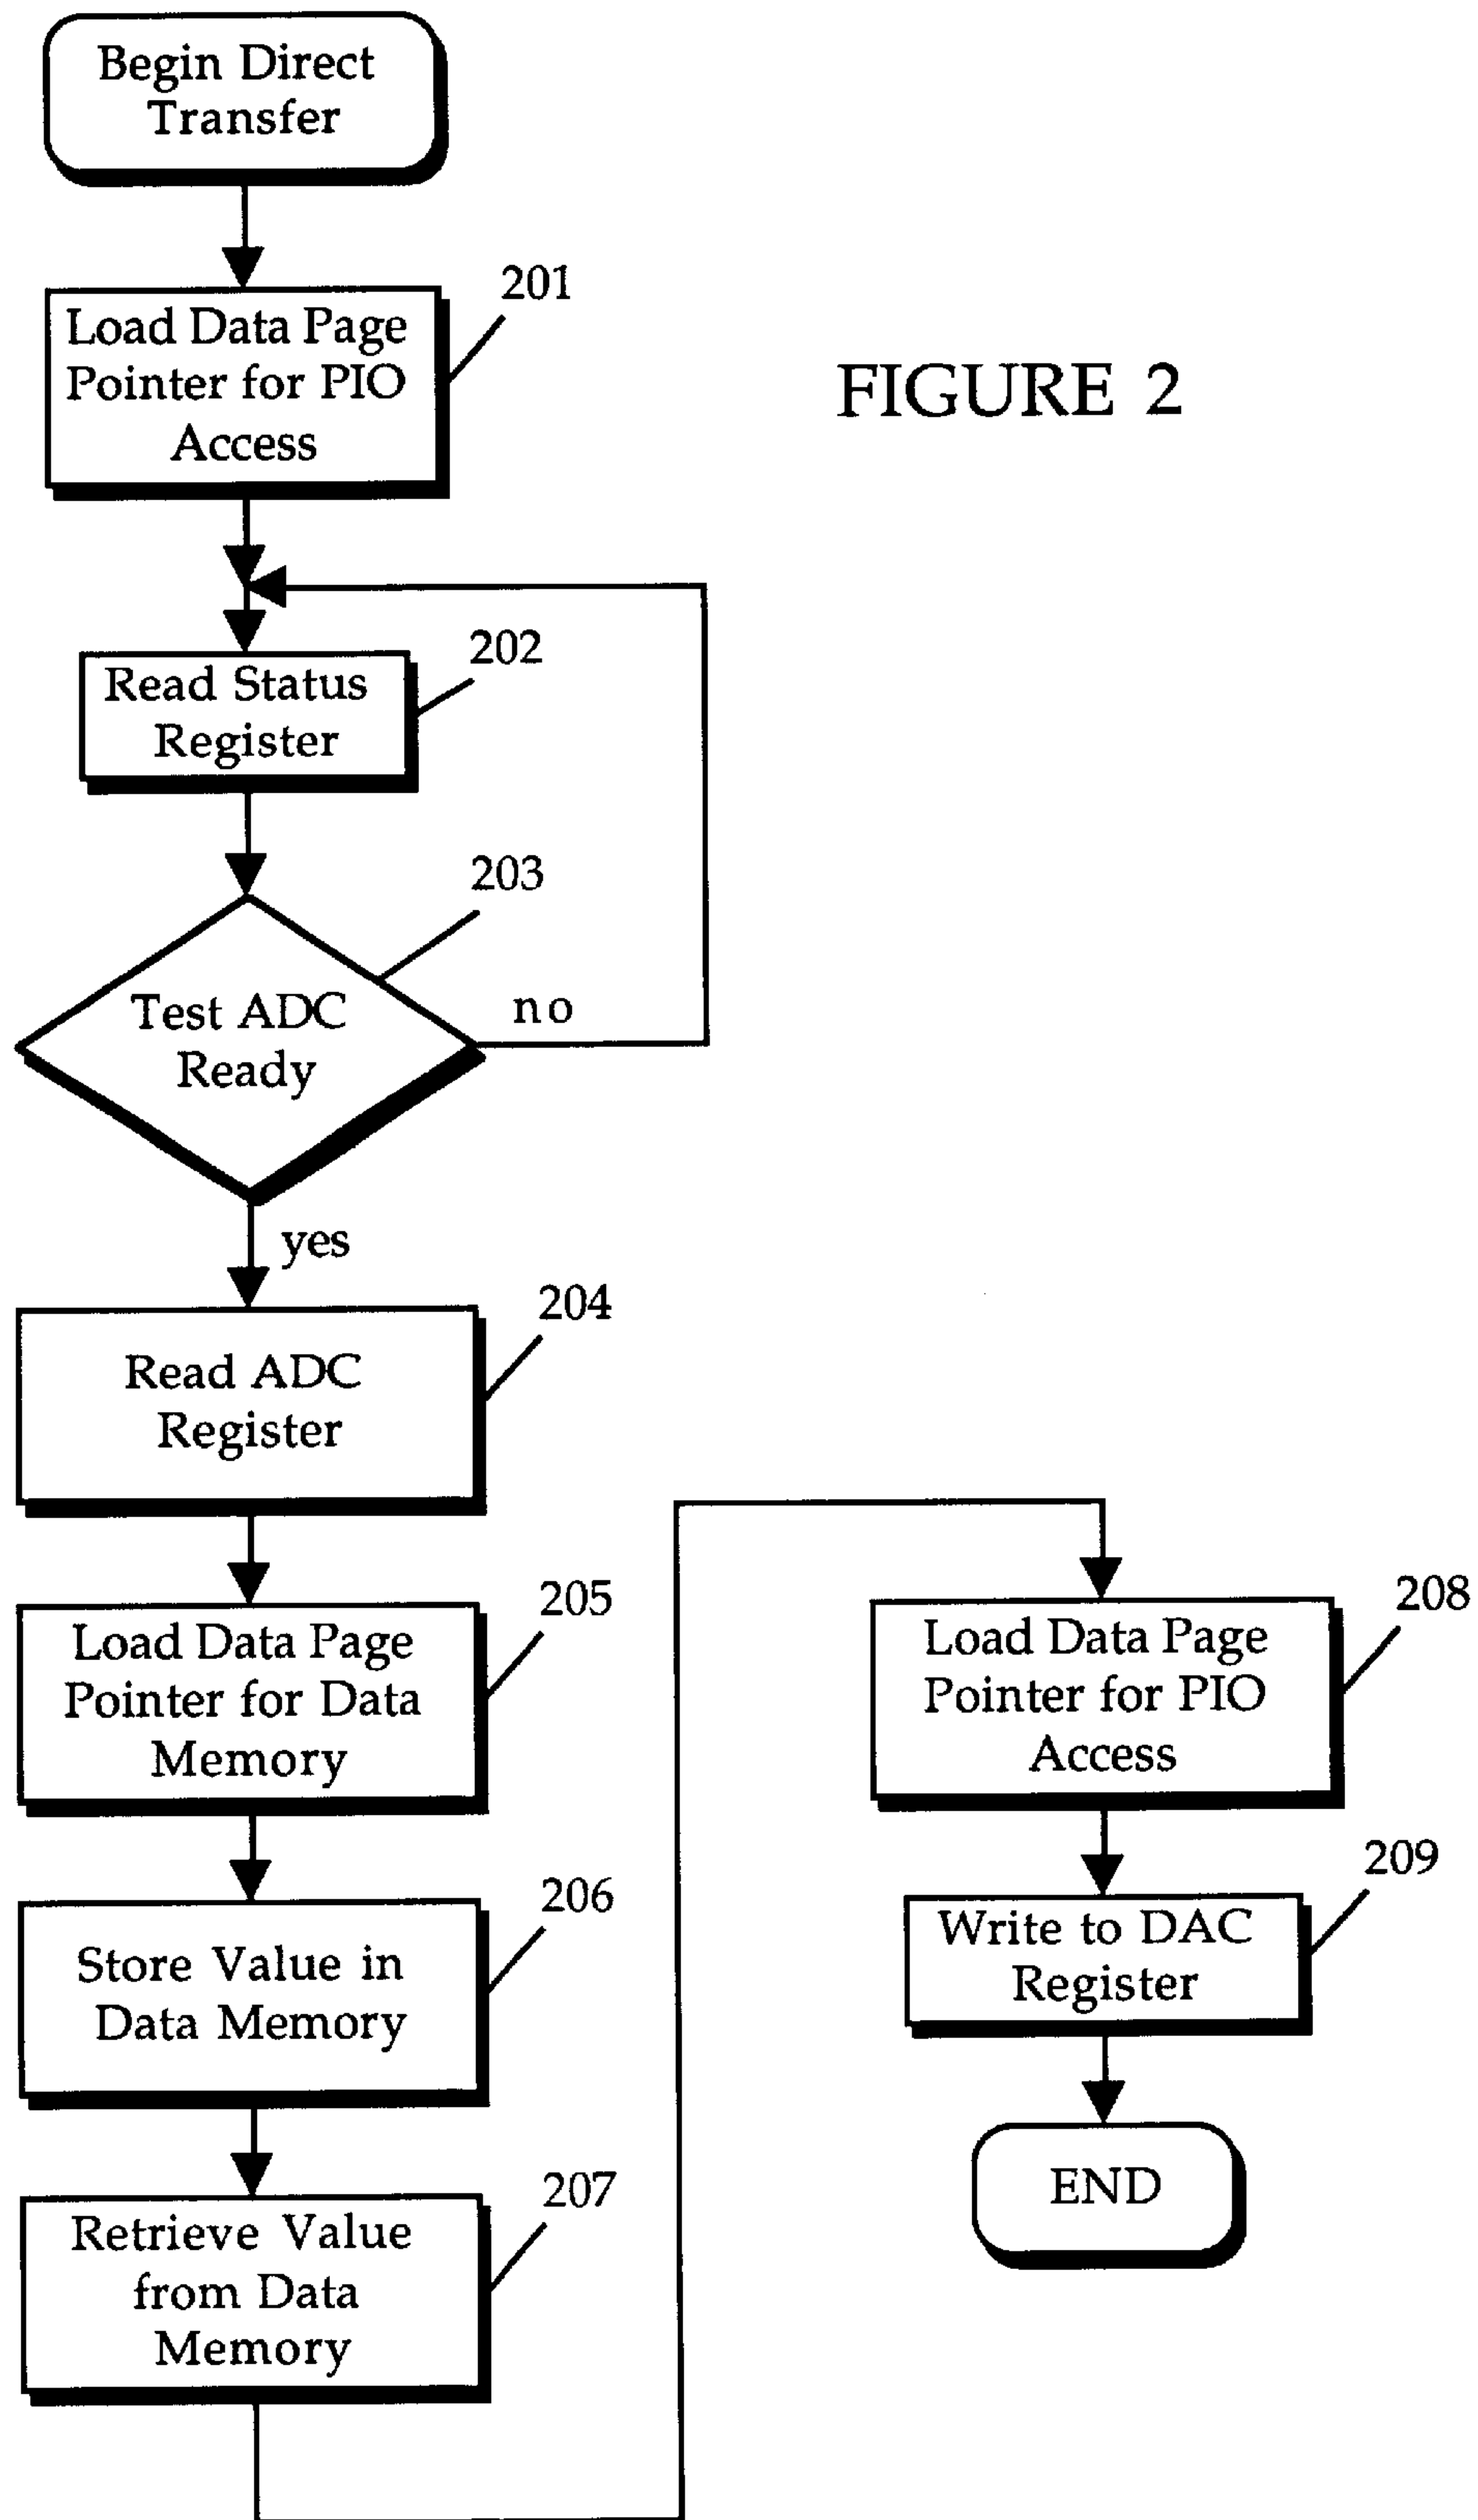 Begin Direct
Transfer
201
Load Data Page
Pointer for PIO
Access
FIGURE 2
202
Read Status
Register
203
Test ADC
Ready
no
yes
204
Read ADC
Register
205
Load Data Page
Pointer for Data
Memory
206
Store Value in
Data Memory
207
Retrieve Value
from Data
Memory
208
Load Data Page
Pointer for PIO
Access
209
Write to DAC
Register
END